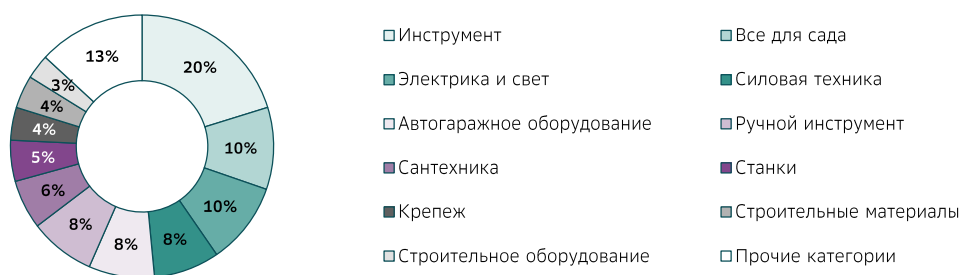 13%
20%
3%
4%
4%
10%
5%
6%
10%
8%
8%
8%
Инструмент
Все для сада
Электрика и свет
Силовая техника
Автогаражное оборудование
Ручной инструмент
Сантехника
Станки
Крепеж
Строительные материалы
Строительное оборудование
Прочие категории